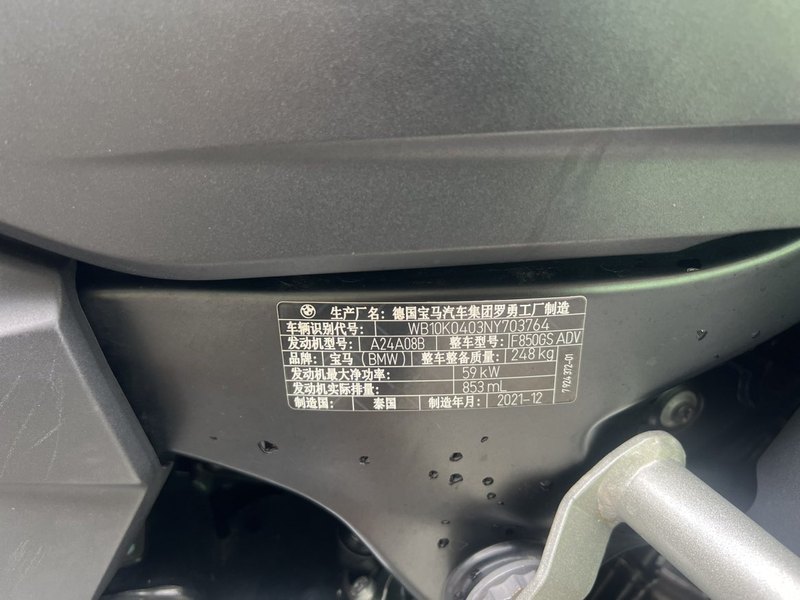 生产厂名：德国宝马汽车集团罗勇工厂制造
车辆识别代号： WB10K0403NY703764
发动机型号： A24A08B 整车型号： F850GS ADV
品牌： 宝马（BMW） 整车整备质量： 248 kg
发动机最大净功率： 59 kW
发动机实际排量： 853 mL
制造国： 泰国 制造年月： 2021-12
7 924 372-01